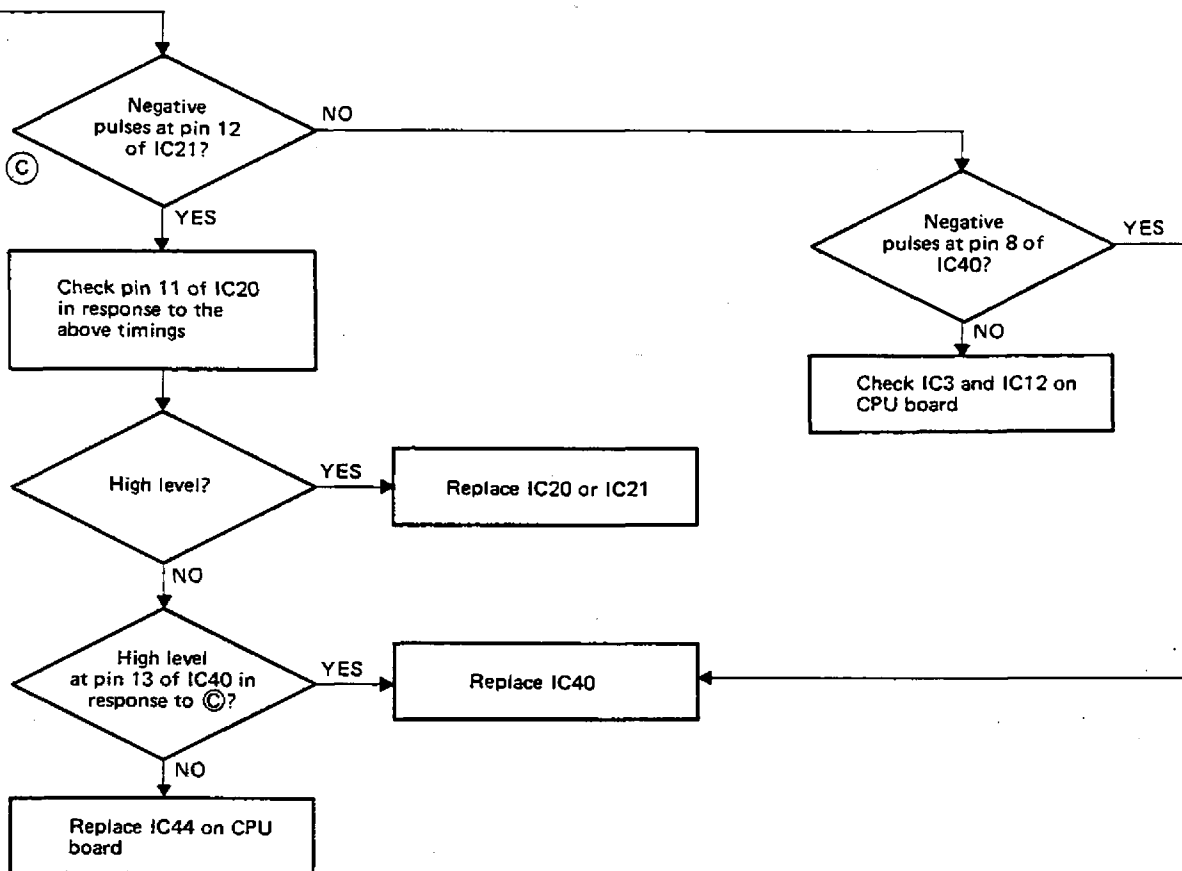 Negative
pulses at pin 12
of IC21?
NO
C
YES
Negative
pulses at pin 8 of
IC40?
YES
NO
Check pin 11 of IC20
in response to the
above timings
Check IC3 and IC12 on
CPU board
High level?
YES
Replace IC20 or IC21
NO
High level
at pin 13 of IC40 in
response to Ⓒ?
YES
Replace IC40
NO
Replace IC44 on CPU
board